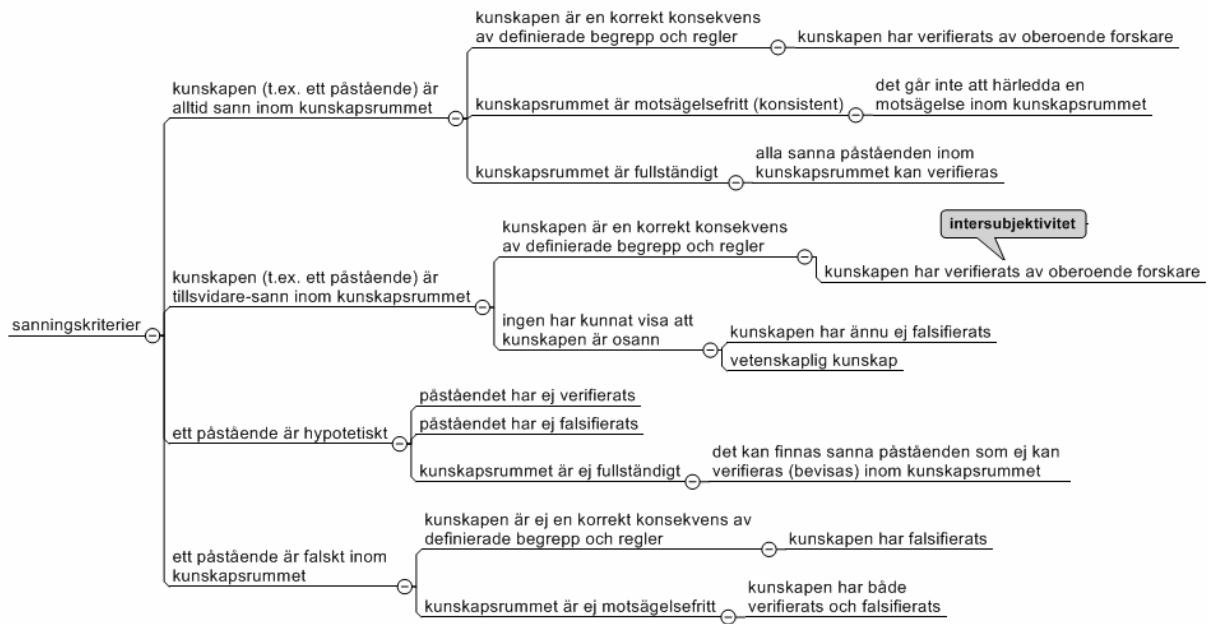 kunskapen är en korrekt konsekvens
av definierade begrepp och regler
kunskapen har verifierats av oberoende forskare
kunskapen (t.ex. ett påstående) är
alltid sann inom kunskapsrummet
kunskapsrummet är motsägelsefritt (konsistent)
det går inte att härledda en
motsägelse inom kunskapsrummet
kunskapsrummet är fullständigt
alla sanna påståenden inom
kunskapsrummet kan verifieras
kunskapen är en korrekt konsekvens
av definierade begrepp och regler
intersubjektivitet
kunskapen har verifierats av oberoende forskare
kunskapen (t.ex. ett påstående) är
tillsvidare-sann inom kunskapsrummet
ingen har kunnat visa att
kunskapen är osann
kunskapen har ännu ej falsifierats
vetenskaplig kunskap
sanningskriterier
påståendet har ej verifierats
påståendet har ej falsifierats
ett påstående är hypotetiskt
kunskapsrummet är ej fullständigt
det kan finnas sanna påståenden som ej kan
verifieras (bevisas) inom kunskapsrummet
kunskapen är ej en korrekt konsekvens av
definierade begrepp och regler
kunskapen har falsifierats
ett påstående är falskt inom
kunskapsrummet
kunskapsrummet är ej motsägelsefritt
kunskapen har både
verifierats och falsifierats